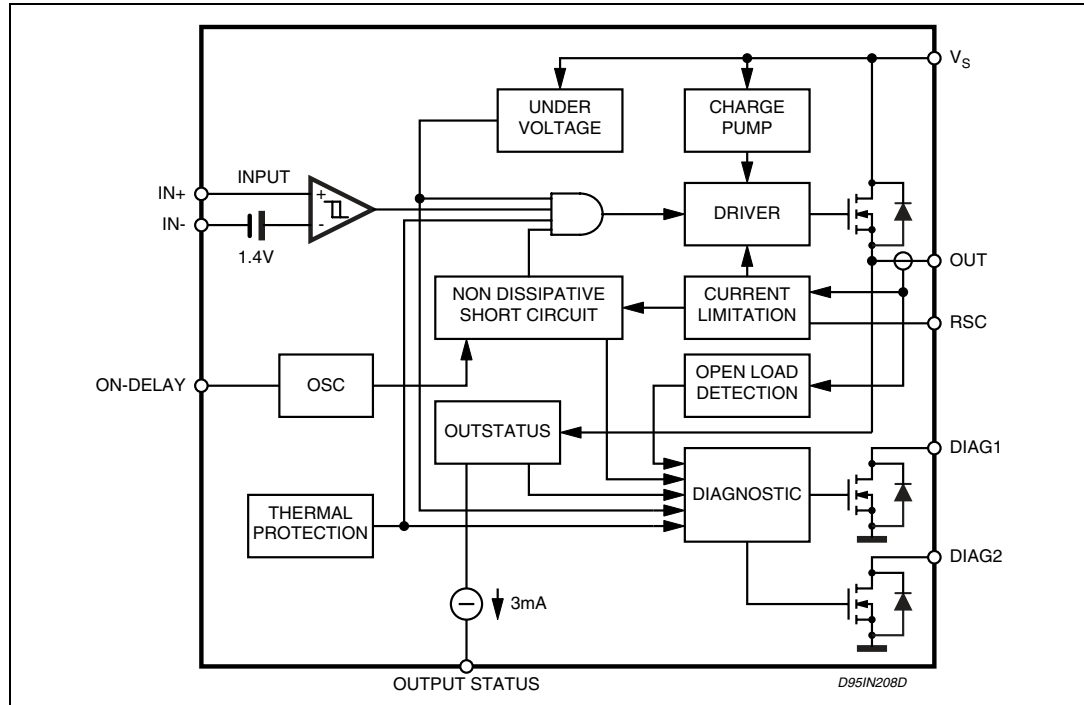 VS
UNDER
VOLTAGE
CHARGE
PUMP
INPUT
IN+
+
DRIVER
IN-
-
1.4V
OUT
NON DISSIPATIVE
SHORT CIRCUIT
CURRENT
LIMITATION
RSC
ON-DELAY
OSC
OPEN LOAD
DETECTION
OUTSTATUS
DIAG1
DIAGNOSTIC
THERMAL
PROTECTION
DIAG2
3mA
OUTPUT STATUS
D95IN208D